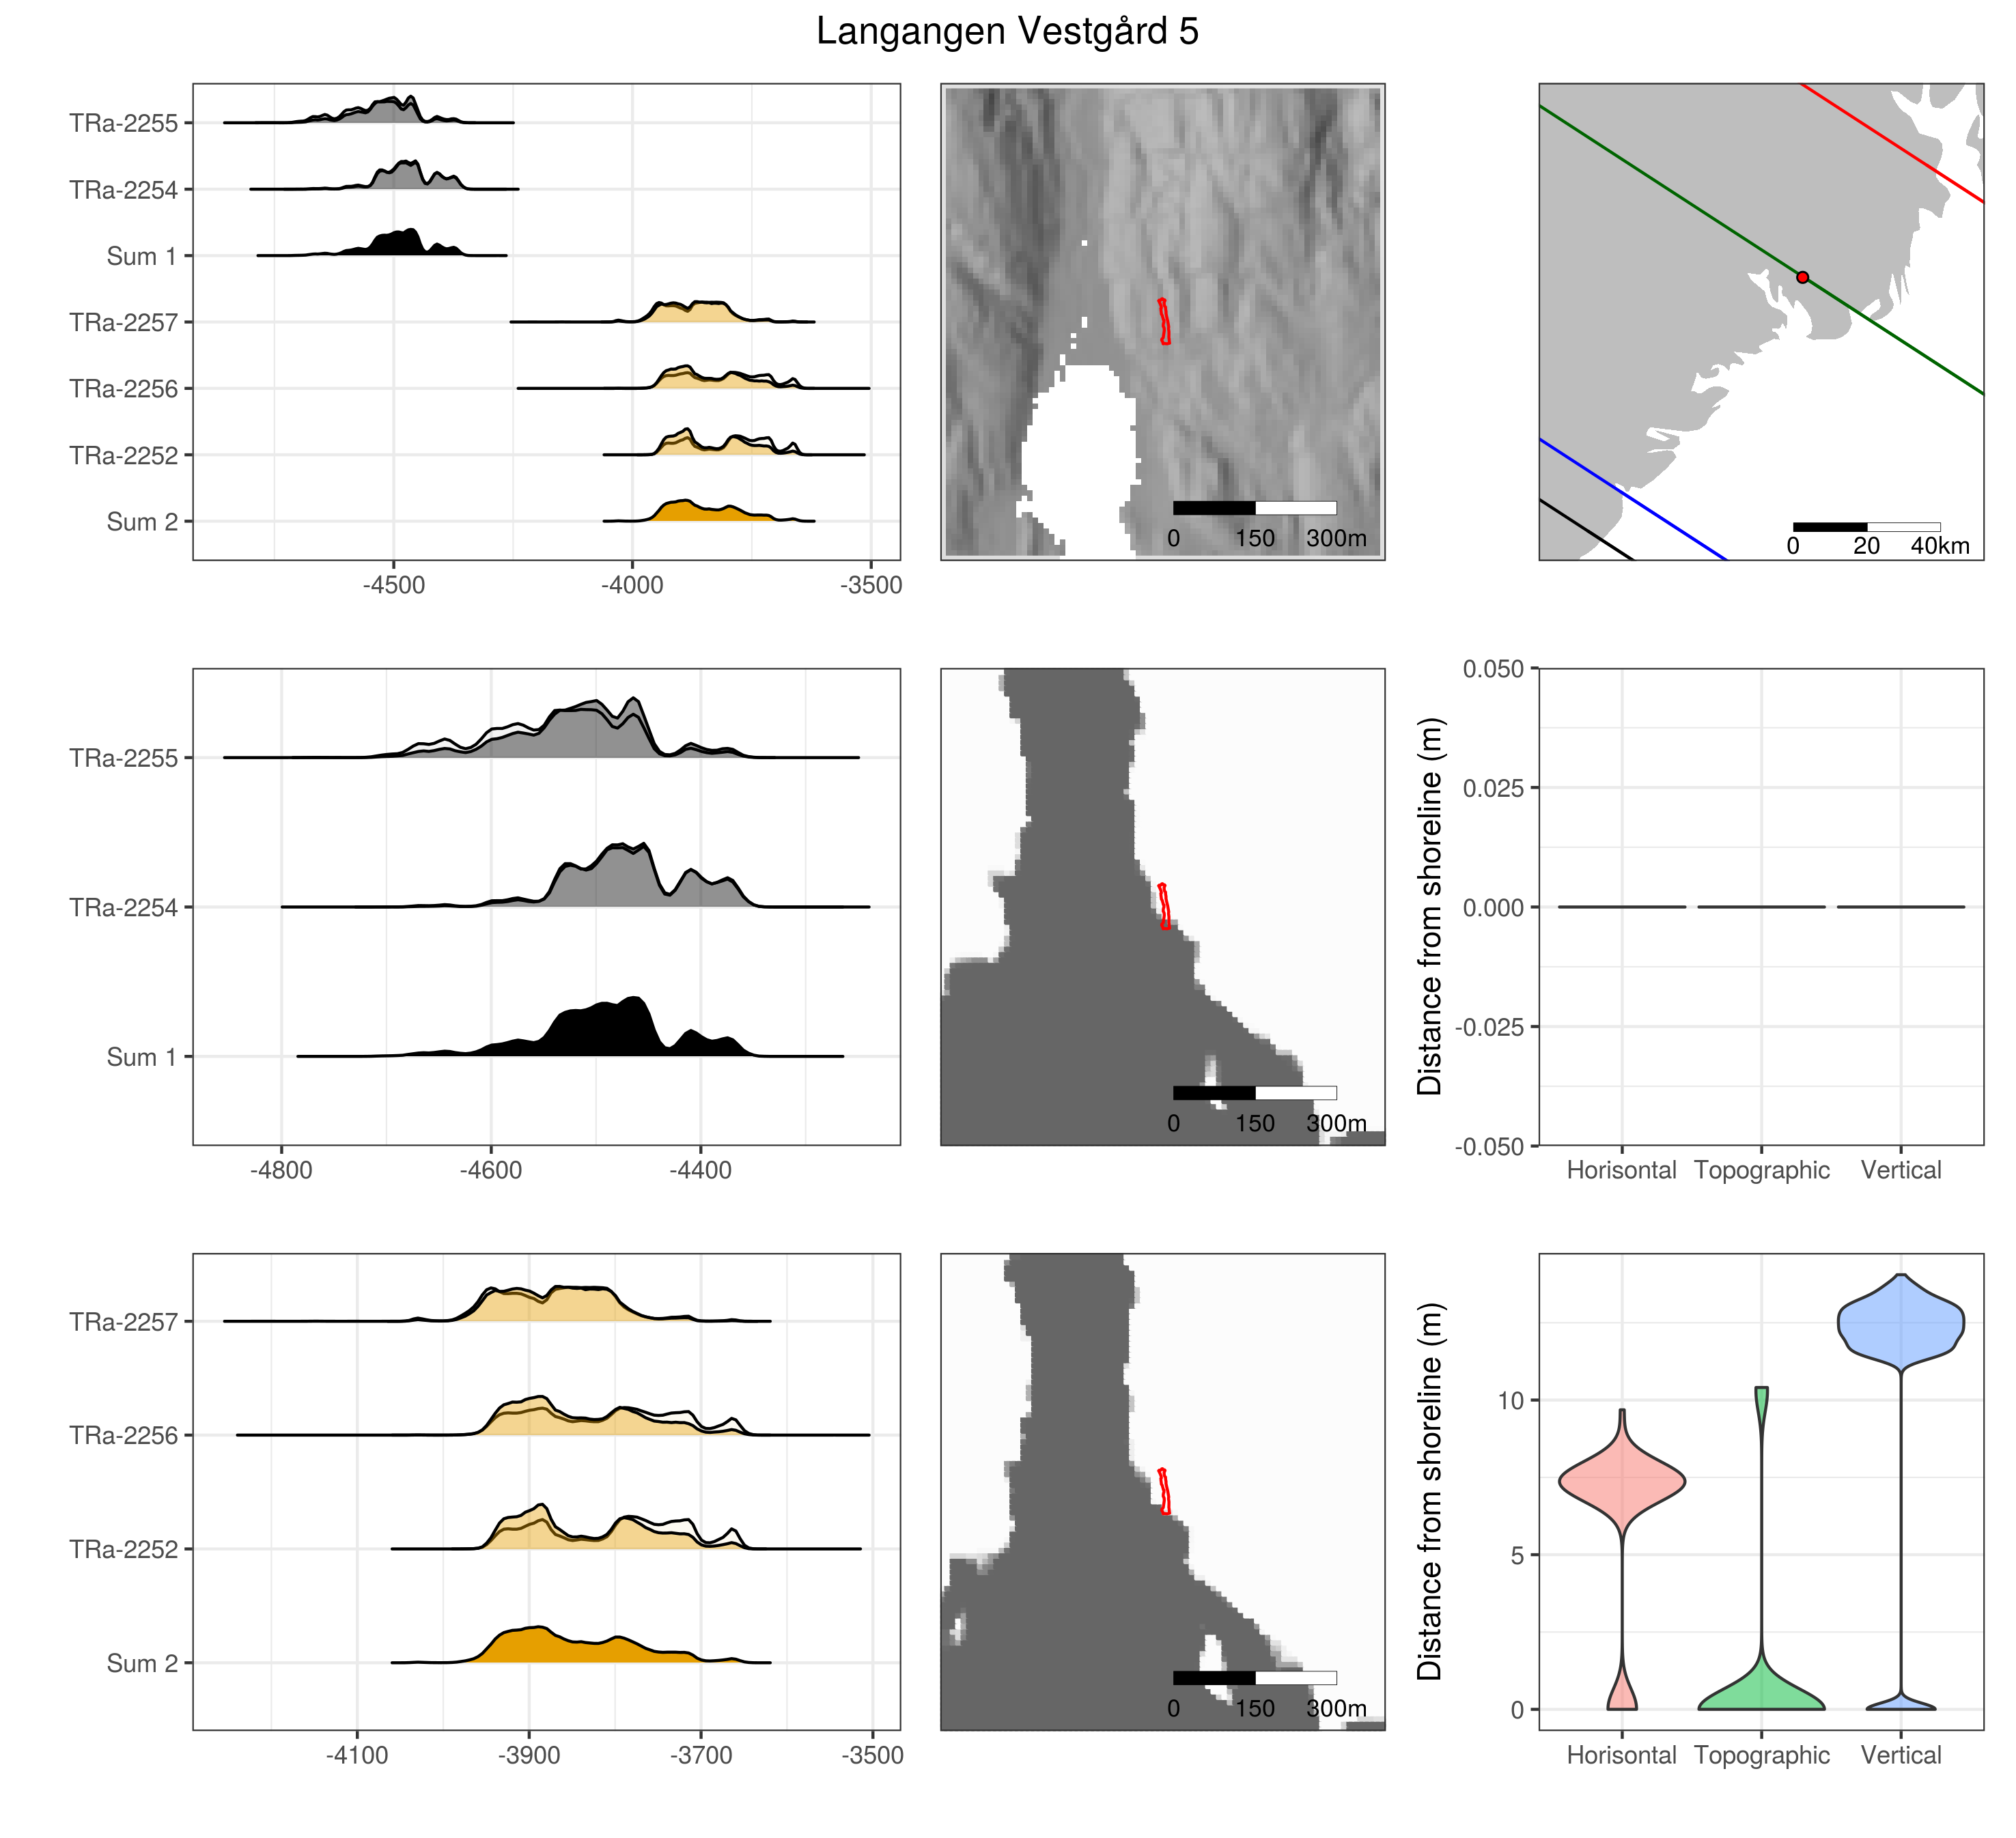 Langangen Vestgård 5
TRa-2255
TRa-2254
Sum 1
TRa-2257
TRa-2256
TRa-2252
Sum 2
-4500 -4000 -3500
0 150 300m
0 20 40km
TRa-2255
TRa-2254
Sum 1
-4800 -4600 -4400
0 150 300m
Distance from shoreline (m)
0.050
0.025
0.000
-0.025
-0.050
Horisontal Topographic Vertical
TRa-2257
TRa-2256
TRa-2252
Sum 2
-4100 -3900 -3700 -3500
0 150 300m
Distance from shoreline (m)
10
5
0
Horisontal Topographic Vertical